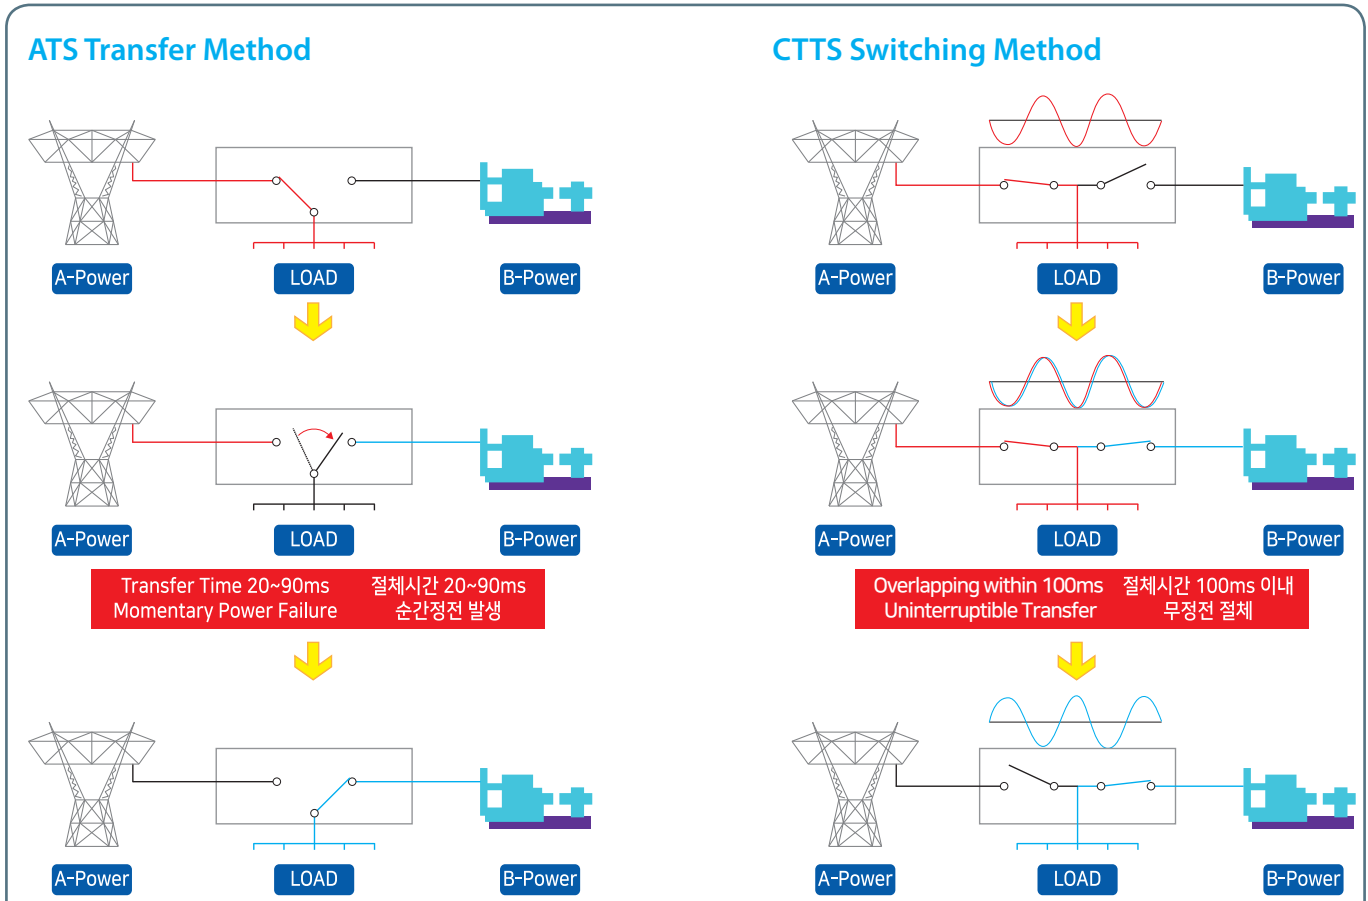 ATS Transfer Method
A-Power
LOAD
B-Power
A-Power
LOAD
B-Power
Transfer Time 20~90ms
Momentary Power Failure
절체시간 20~90ms
순간정전 발생
A-Power
LOAD
B-Power
CTTS Switching Method
A-Power
LOAD
B-Power
A-Power
LOAD
B-Power
Overlapping within 100ms
Uninterruptible Transfer
절체시간 100ms 이내
무정전 절체
A-Power
LOAD
B-Power